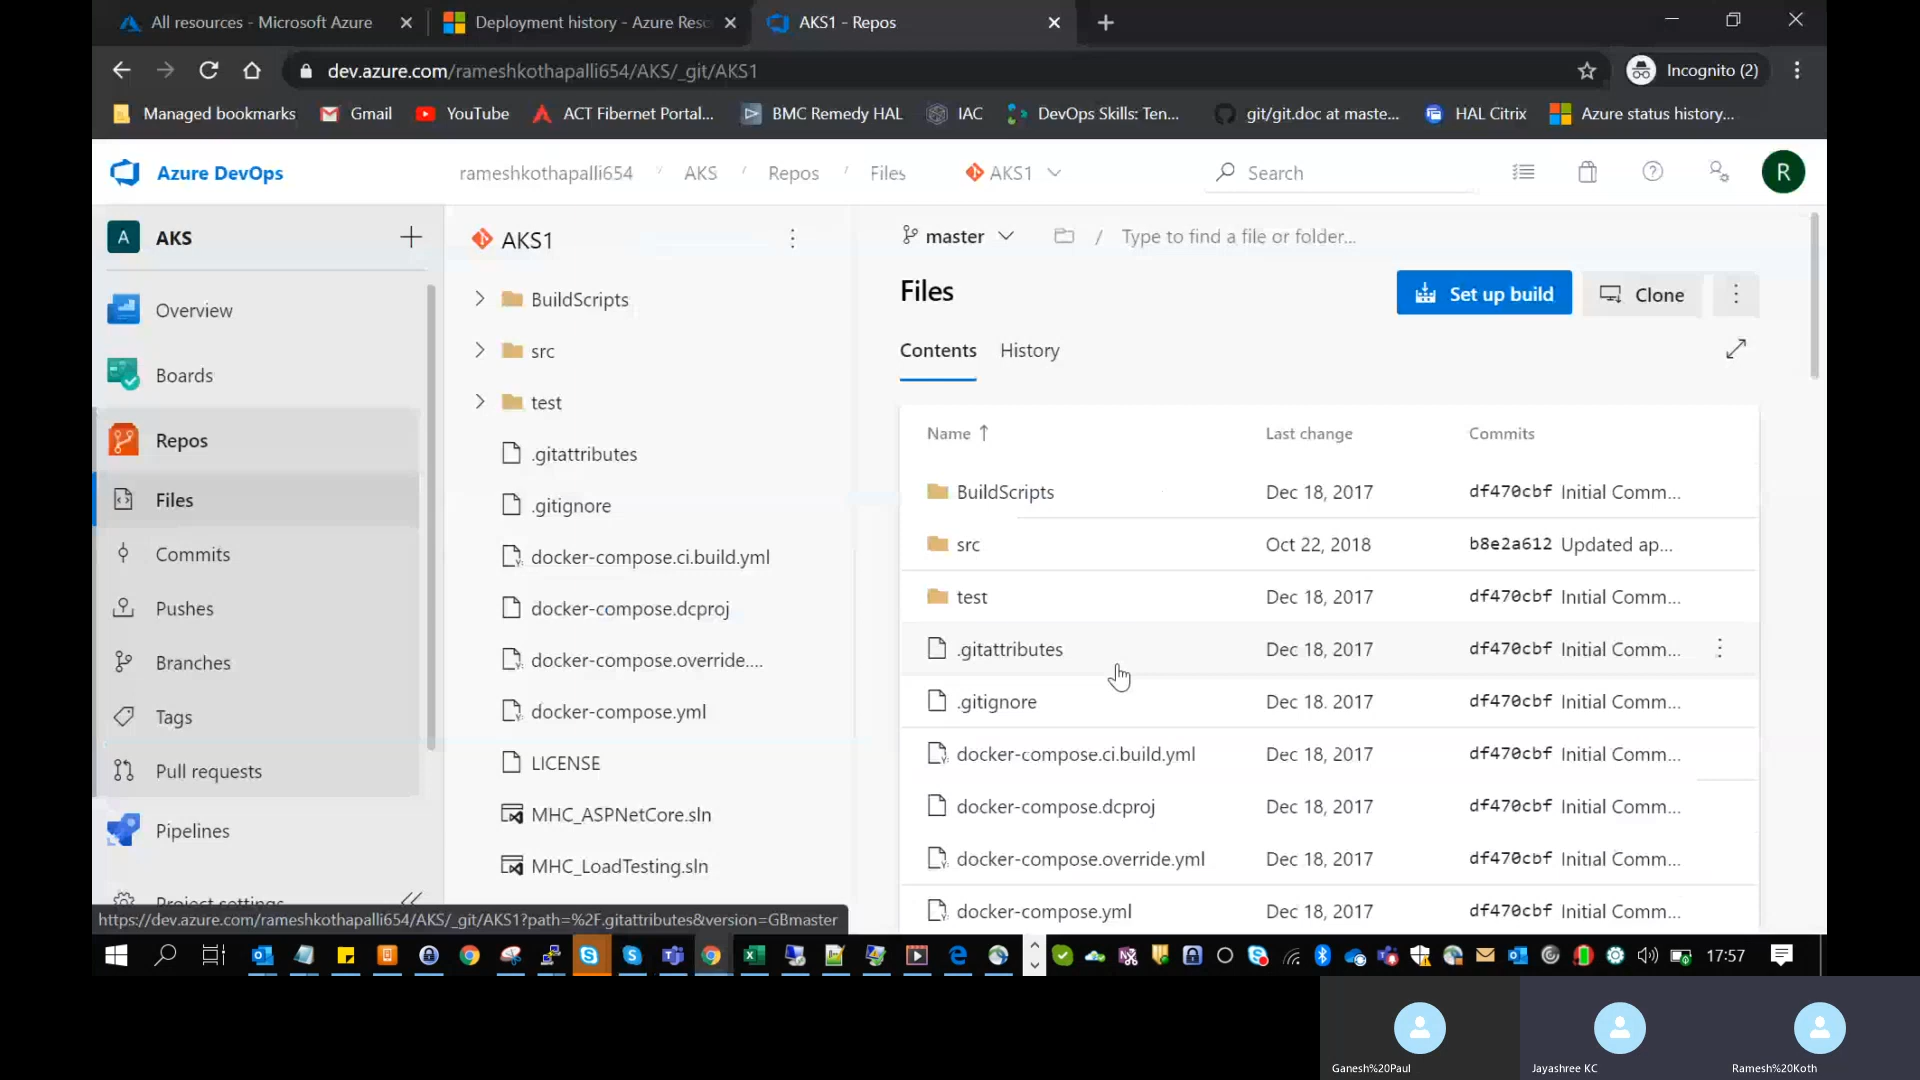 All resources - Microsoft Azure
Deployment history - Azure Reso
AKS1 - Repos
dev.azure.com/rameshkothapalli654/AKS/_git/AKS1
Incognito (2)
Managed bookmarks
Gmail
YouTube
ACT Fibernet Portal...
BMC Remedy HAL
IAC
DevOps Skills: Ten...
git/git.doc at maste...
HAL Citrix
Azure status history...
Azure DevOps
rameshkothapalli654 / AKS / Repos / Files
AKS1
Search
R
A AKS
Overview
Boards
Repos
Files
Commits
Pushes
Branches
Tags
Pull requests
Pipelines
Project settings
AKS1
BuildScripts
src
test
.gitattributes
.gitignore
docker-compose.ci.build.yml
docker-compose.dcproj
docker-compose.override....
docker-compose.yml
LICENSE
MHC_ASPNetCore.sln
MHC_LoadTesting.sln
master
/ Type to find a file or folder...
Files
Set up build
Clone
Contents
History
Name ↑ Last change Commits
BuildScripts Dec 18, 2017 df470cbf Initial Comm...
src Oct 22, 2018 b8e2a612 Updated ap...
test Dec 18, 2017 df470cbf Initial Comm...
.gitattributes Dec 18, 2017 df470cbf Initial Comm...
.gitignore Dec 18. 2017 df470cbf Initial Comm...
docker-compose.ci.build.yml Dec 18, 2017 df470cbf Initial Comm...
docker-compose.dcproj Dec 18, 2017 df470cbf Initial Comm...
docker-compose.override.yml Dec 18, 2017 df470cbf Initial Comm...
docker-compose.yml Dec 18, 2017 df470cbf Initial Comm...
https://dev.azure.com/rameshkothapalli654/AKS/_git/AKS1?path=%2F.gitattributes&version=GBmaster
17:57
Ganesh%20Paul
Jayashree KC
Ramesh%20Koth